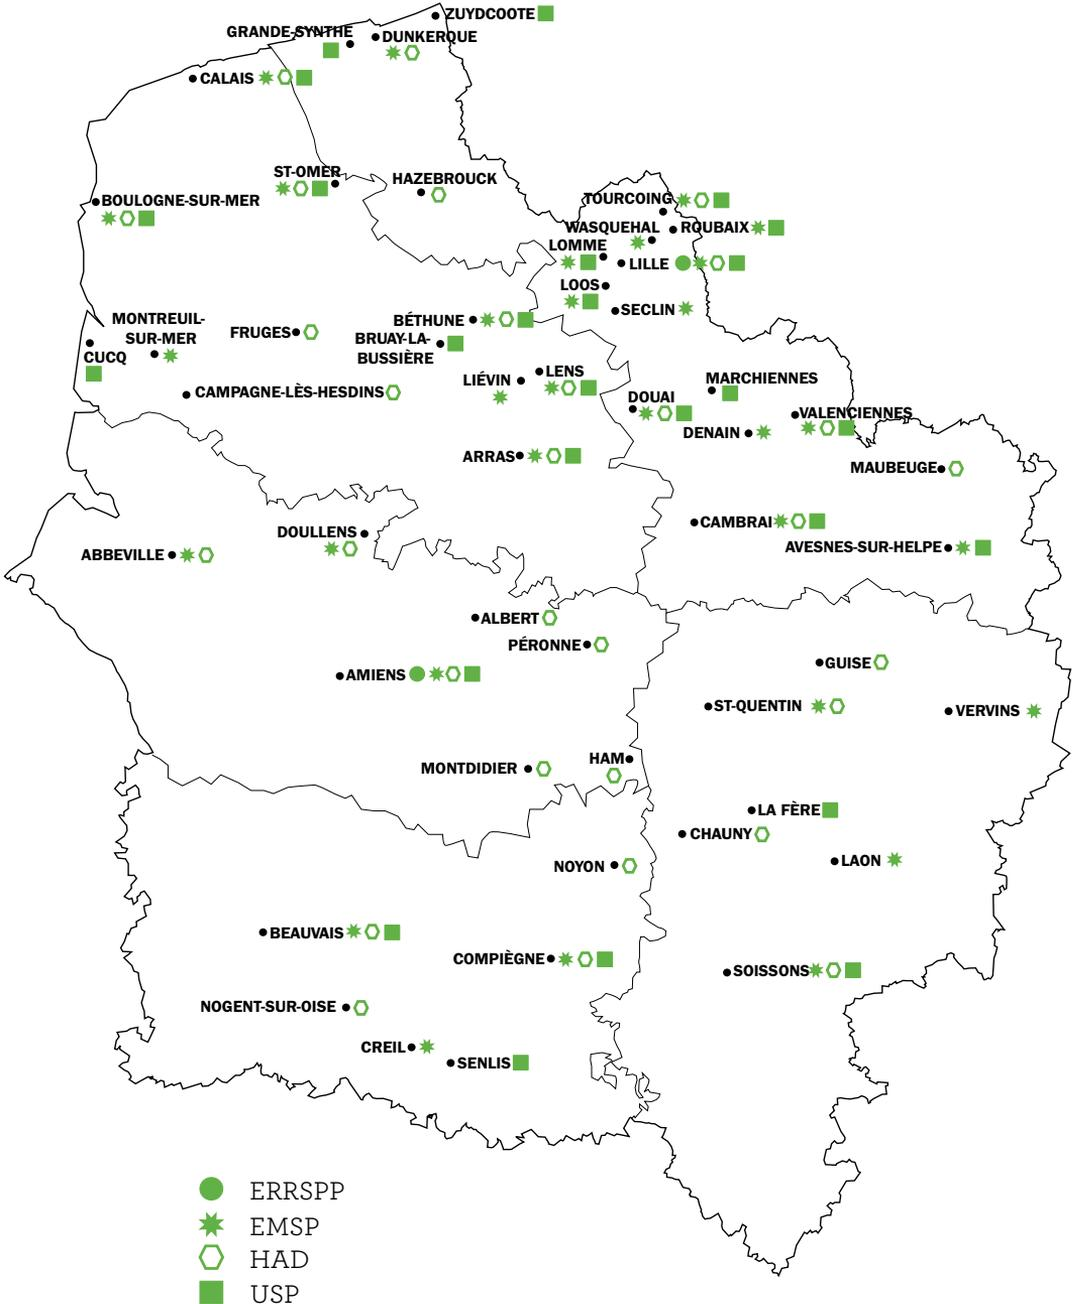 ZUYDCOOTE
GRANDE-SYNTHE
DUNKERQUE
CALAIS
ST-OMER
HAZEBROUCK
BOULOGNE-SUR-MER
TOURCOING
WASQUEHAL
ROUBAIX
LOMME
LILLE
LOOS
SECLIN
MONTREUIL-
SUR-MER
FRUGES
BÉTHUNE
BRUAY-LA-
BUSSIÈRE
CUCQ
LIÉVIN
LENS
MARCHIENNES
CAMPAGNE-LÈS-HESDINS
DOUAI
VALENCIENNES
DENAIN
ARRAS
MAUBEUGE
CAMBRAI
DOULLENS
AVESNES-SUR-HELPE
ABBEVILLE
ALBERT
PÉRONNE
GUISE
AMIENS
ST-QUENTIN
VERVINS
HAM
MONTDIDIER
LA FÈRE
CHAUNY
LAON
NOYON
BEAUVAIS
COMPIÈGNE
SOISSONS
NOGENT-SUR-OISE
CREIL
SENLIS
ERRSPP
EMSP
HAD
USP